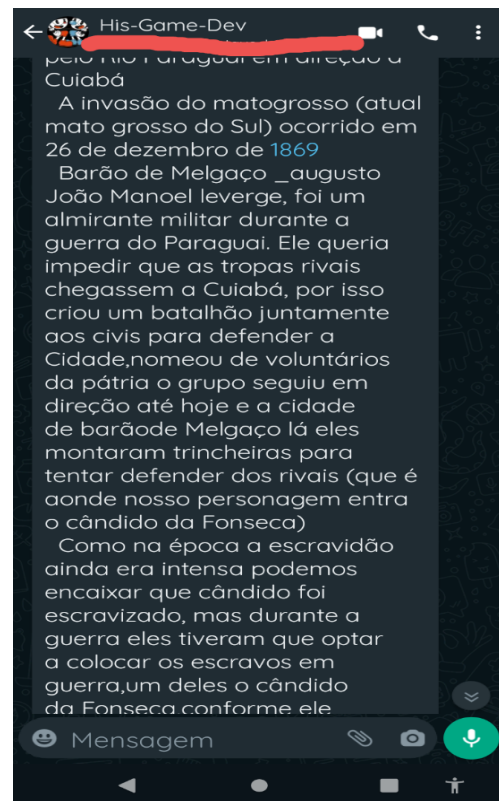 His-Game-Dev
pelo Rio Paraguai em direção a
Cuiabá
A invasão do matogrosso (atual
mato grosso do Sul) ocorrido em
26 de dezembro de 1869
Barão de Melgaço _augusto
João Manoel leverge, foi um
almirante militar durante a
guerra do Paraguai. Ele queria
impedir que as tropas rivais
chegassem a Cuiabá, por isso
criou um batalhão juntamente
aos civis para defender a
Cidade,nomeou de voluntários
da pátria o grupo seguiu em
direção até hoje e a cidade
de barãode Melgaço lá eles
montaram trincheiras para
tentar defender dos rivais (que é
aonde nosso personagem entra
o cândido da Fonseca)
Como na época a escravidão
ainda era intensa podemos
encaixar que cândido foi
escravizado, mas durante a
guerra eles tiveram que optar
a colocar os escravos em
guerra,um deles o cândido
da Fonseca.conforme ele
Mensagem